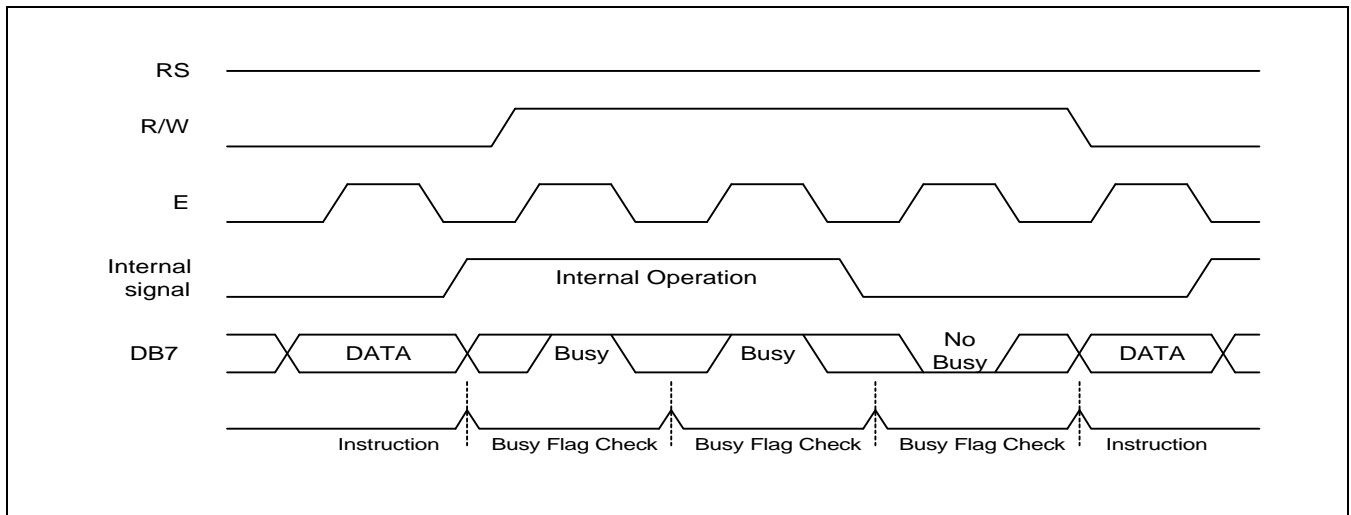 RS
R/W
E
Internal
signal
Internal Operation
DB7
DATA
Busy
Busy
No
Busy
DATA
Instruction
Busy Flag Check
Busy Flag Check
Busy Flag Check
Instruction